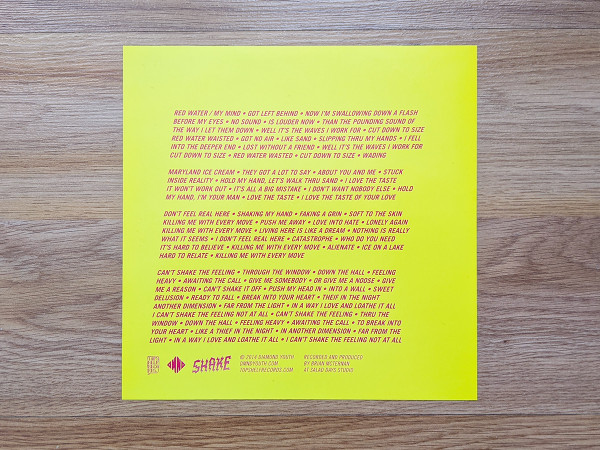 RED WATER / MY MIND • GOT LEFT BEHIND • NOW I'M SWALLOWING DOWN A FLASH
BEFORE MY EYES • NO SOUND • IS LOUDER NOW • THAN THE POUNDING SOUND OF
THE WAY I LET THEM DOWN • WELL IT'S THE WAVES I WORK FOR • CUT DOWN TO SIZE
RED WATER WAISTED • GOT NO AIR • LIKE SAND • SLIPPING THRU MY HANDS • I FELL
INTO THE DEEPER END • LOST WITHOUT A FRIEND • WELL IT'S THE WAVES I WORK FOR
CUT DOWN TO SIZE • RED WATER WASTED • CUT DOWN TO SIZE • WADING
MARYLAND ICE CREAM • THEY GOT A LOT TO SAY • ABOUT YOU AND ME • STUCK
INSIDE REALITY • HOLD MY HAND, LET'S WALK THRU SAND • I LOVE THE TASTE
IT WON'T WORK OUT • IT'S ALL A BIG MISTAKE • I DON'T WANT NOBODY ELSE • HOLD
MY HAND, I'M YOUR MAN • LOVE THE TASTE • I LOVE THE TASTE OF YOUR LOVE
DON'T FEEL REAL HERE • SHAKING MY HAND • FAKING A GRIN • SOFT TO THE SKIN
KILLING ME WITH EVERY MOVE • PUSH ME AWAY • LOVE INTO HATE • LONELY AGAIN
KILLING ME WITH EVERY MOVE • LIVING HERE IS LIKE A DREAM • NOTHING IS REALLY
WHAT IT SEEMS • I DON'T FEEL REAL HERE • CATASTROPHE • WHO DO YOU NEED
IT'S HARD TO BELIEVE • KILLING ME WITH EVERY MOVE • ALIENATE • ICE ON A LAKE
HARD TO RELATE • KILLING ME WITH EVERY MOVE
CAN'T SHAKE THE FEELING • THROUGH THE WINDOW • DOWN THE HALL • FEELING
HEAVY • AWAITING THE CALL • GIVE ME SOMEBODY • OR GIVE ME A NOOSE • GIVE
ME A REASON • CAN'T SHAKE IT OFF • PUSH MY HEAD IN • INTO A WALL • SWEET
DELUSION • READY TO FALL • BREAK INTO YOUR HEART • THEIF IN THE NIGHT
ANOTHER DIMENSION • FAR FROM THE LIGHT • IN A WAY I LOVE AND LOATHE IT ALL
I CAN'T SHAKE THE FEELING NOT AT ALL • CAN'T SHAKE THE FEELING • THRU THE
WINDOW • DOWN THE HALL • FEELING HEAVY • AWAITING THE CALL • TO BREAK INTO
YOUR HEART • LIKE A THIEF IN THE NIGHT • IN ANOTHER DIMENSION • FAR FROM THE
LIGHT • IN A WAY I LOVE AND LOATHE IT ALL • I CAN'T SHAKE THE FEELING NOT AT ALL
SHAKE
© 2014 DIAMOND YOUTH
DMNDYOUTH.COM
TOPSHELFRECORDS.COM
RECORDED AND PRODUCED
BY BRIAN MCTERNAN
AT SALAD DAYS STUDIO